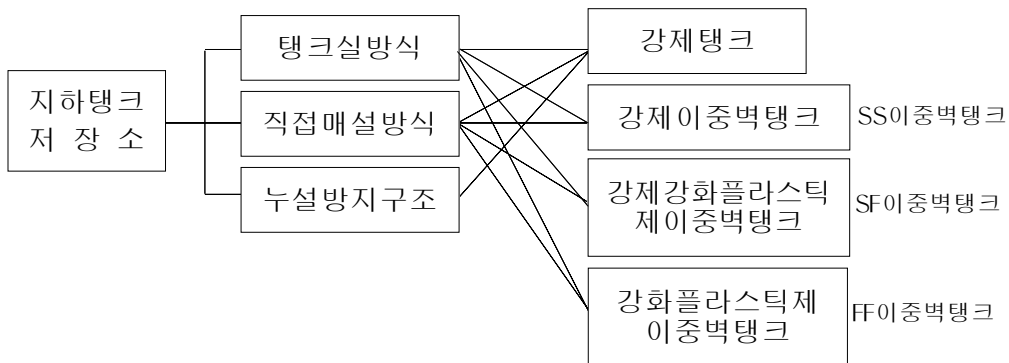 지하탱크
저 장 소
탱크실방식
직접매설방식
누설방지구조
강제탱크
강제이중벽탱크
SS이중벽탱크
강제강화플라스틱
제이중벽탱크
SF이중벽탱크
강화플라스틱제
이중벽탱크
FF이중벽탱크